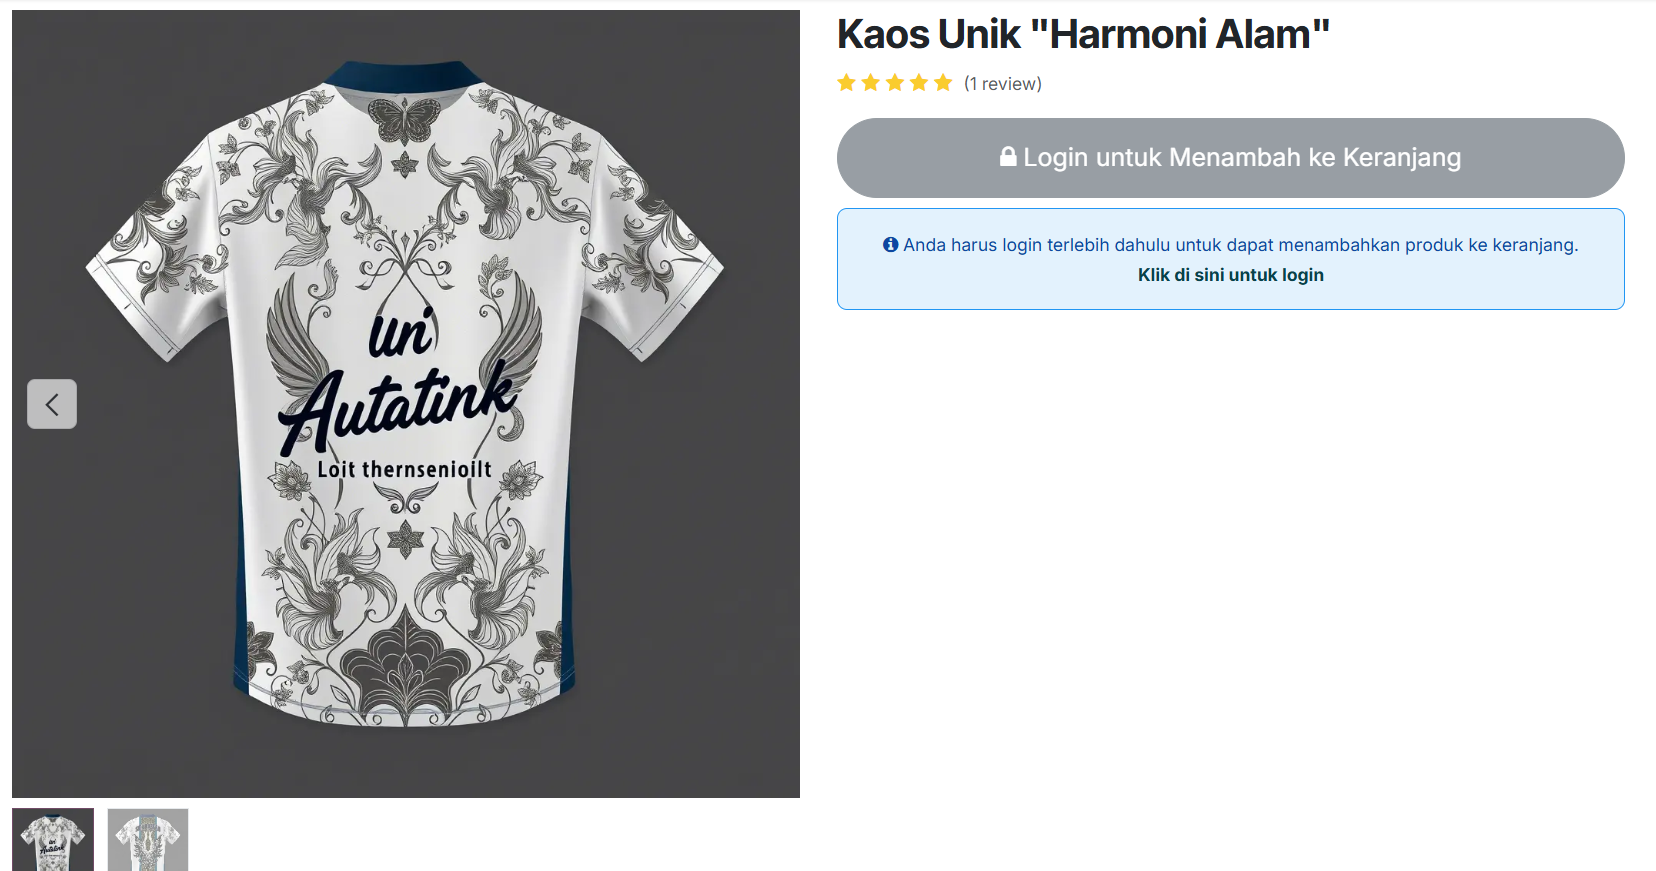 Kaos Unik "Harmoni Alam"
(1 review)
Login untuk Menambah ke Keranjang
Anda harus login terlebih dahulu untuk dapat menambahkan produk ke keranjang.
Klik di sini untuk login
un'
Autatink
Loit thernsenioilt